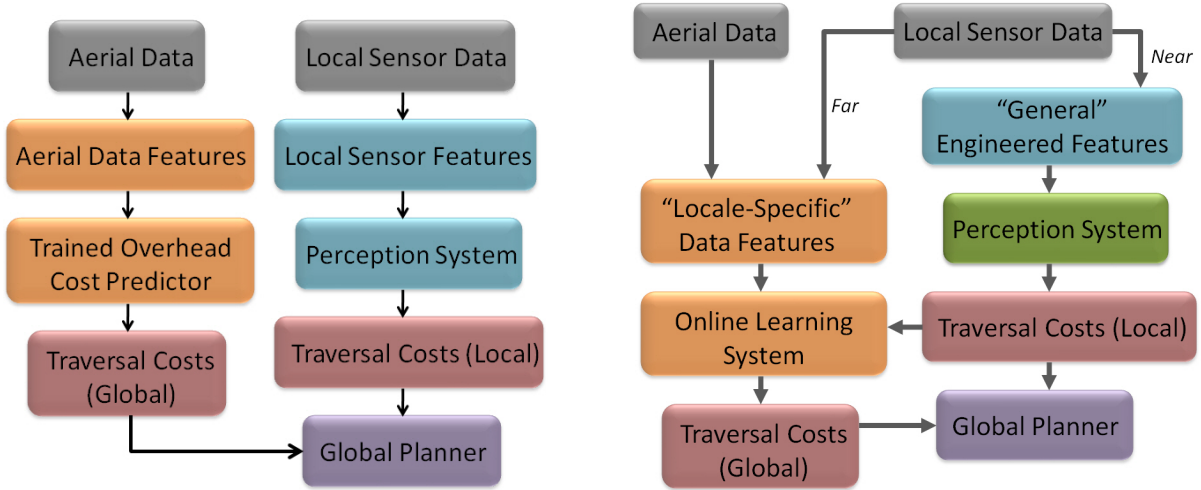 Aerial Data
Local Sensor Data
Aerial Data Features
Local Sensor Features
Trained Overhead
Cost Predictor
Perception System
Traversal Costs
(Global)
Traversal Costs (Local)
Global Planner
Aerial Data
Local Sensor Data
Far
Near
“General”
Engineered Features
“Locale-Specific”
Data Features
Perception System
Online Learning
System
Traversal Costs (Local)
Traversal Costs
(Global)
Global Planner